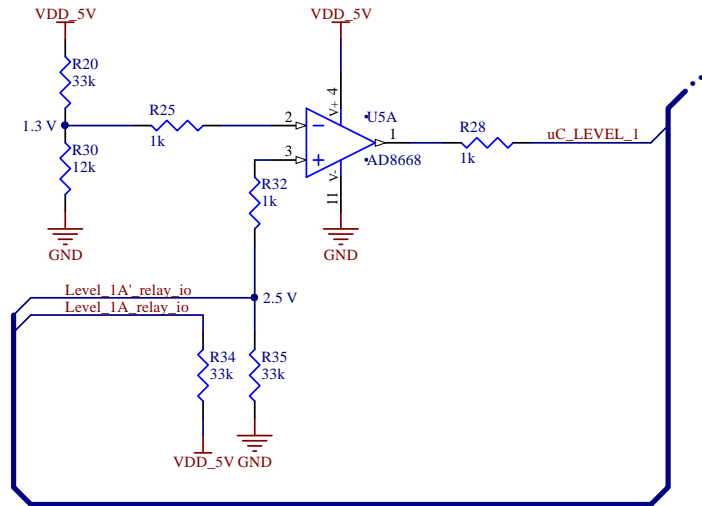 VDD_5V
VDD_5V
R20
33k
1.3 V
R30
12k
GND
R25
1k
2
3
4
V+
U5A
1
AD8668
V-
11
GND
R28
1k
uC_LEVEL_1
R32
1k
Level_1A'_relay_io
2.5 V
Level_1A_relay_io
R34
33k
R35
33k
VDD_5V
GND